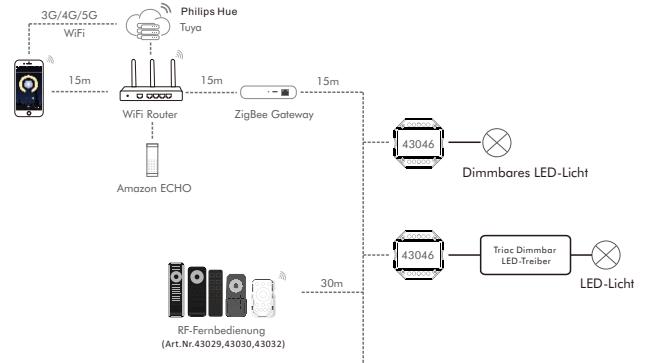 3G/4G/5G
WiFi
Philips Hue
Tuya
15m
15m
15m
WiFi Router
ZigBee Gateway
Amazon ECHO
43046
Dimmbares LED-Licht
43046
Triac Dimmbar
LED-Treiber
LED-Licht
30m
RF-Fernbedienung
(Art.Nr.43029,43030,43032)